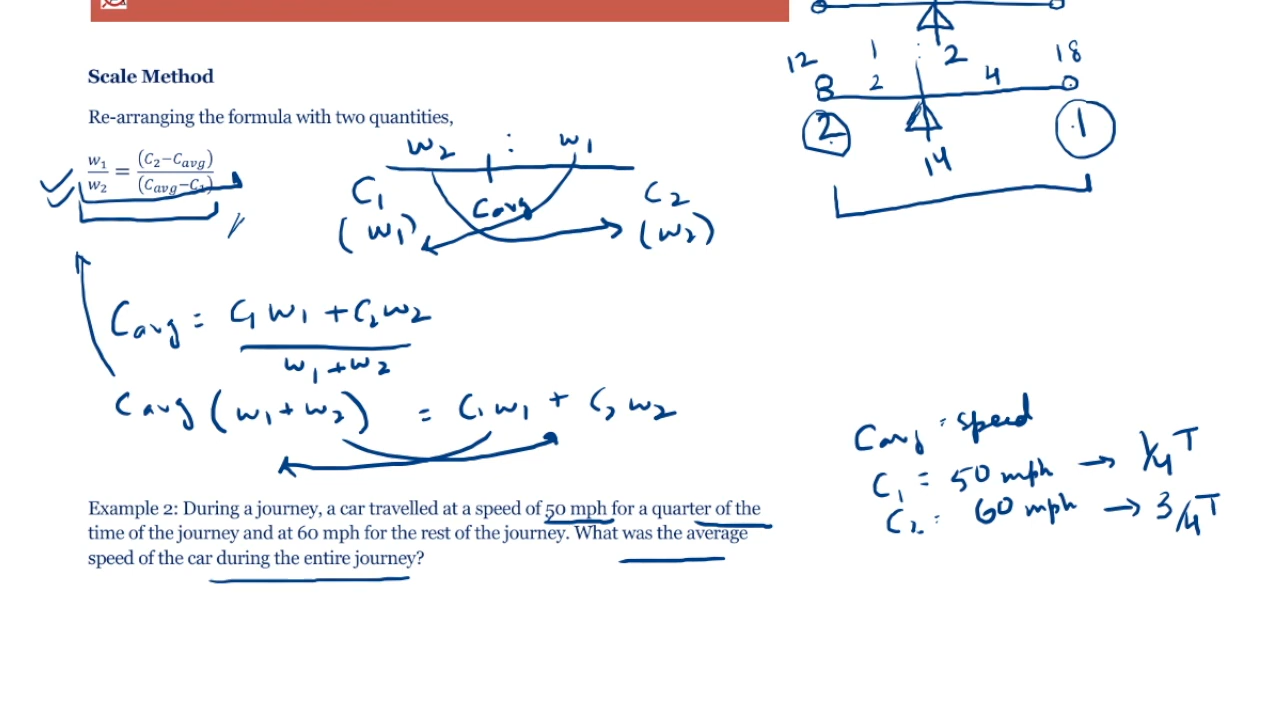 Scale Method
Re-arranging the formula with two quantities,
w₁/w₂ = (C₂−Cavg)/(Cavg−C₁)
w₂ : w₁
C₁ Cavg C₂
(w₁) (w₂)
12 1 : 2 18
8 2 4
2 14 1
Cavg = C₁w₁ + C₂w₂
w₁ + w₂
Cavg (w₁ + w₂) = C₁w₁ + C₂w₂
Cavg = speed
C₁ = 50 mph → 1/4 T
C₂ = 60 mph → 3/4 T
Example 2: During a journey, a car travelled at a speed of 50 mph for a quarter of the
time of the journey and at 60 mph for the rest of the journey. What was the average
speed of the car during the entire journey?